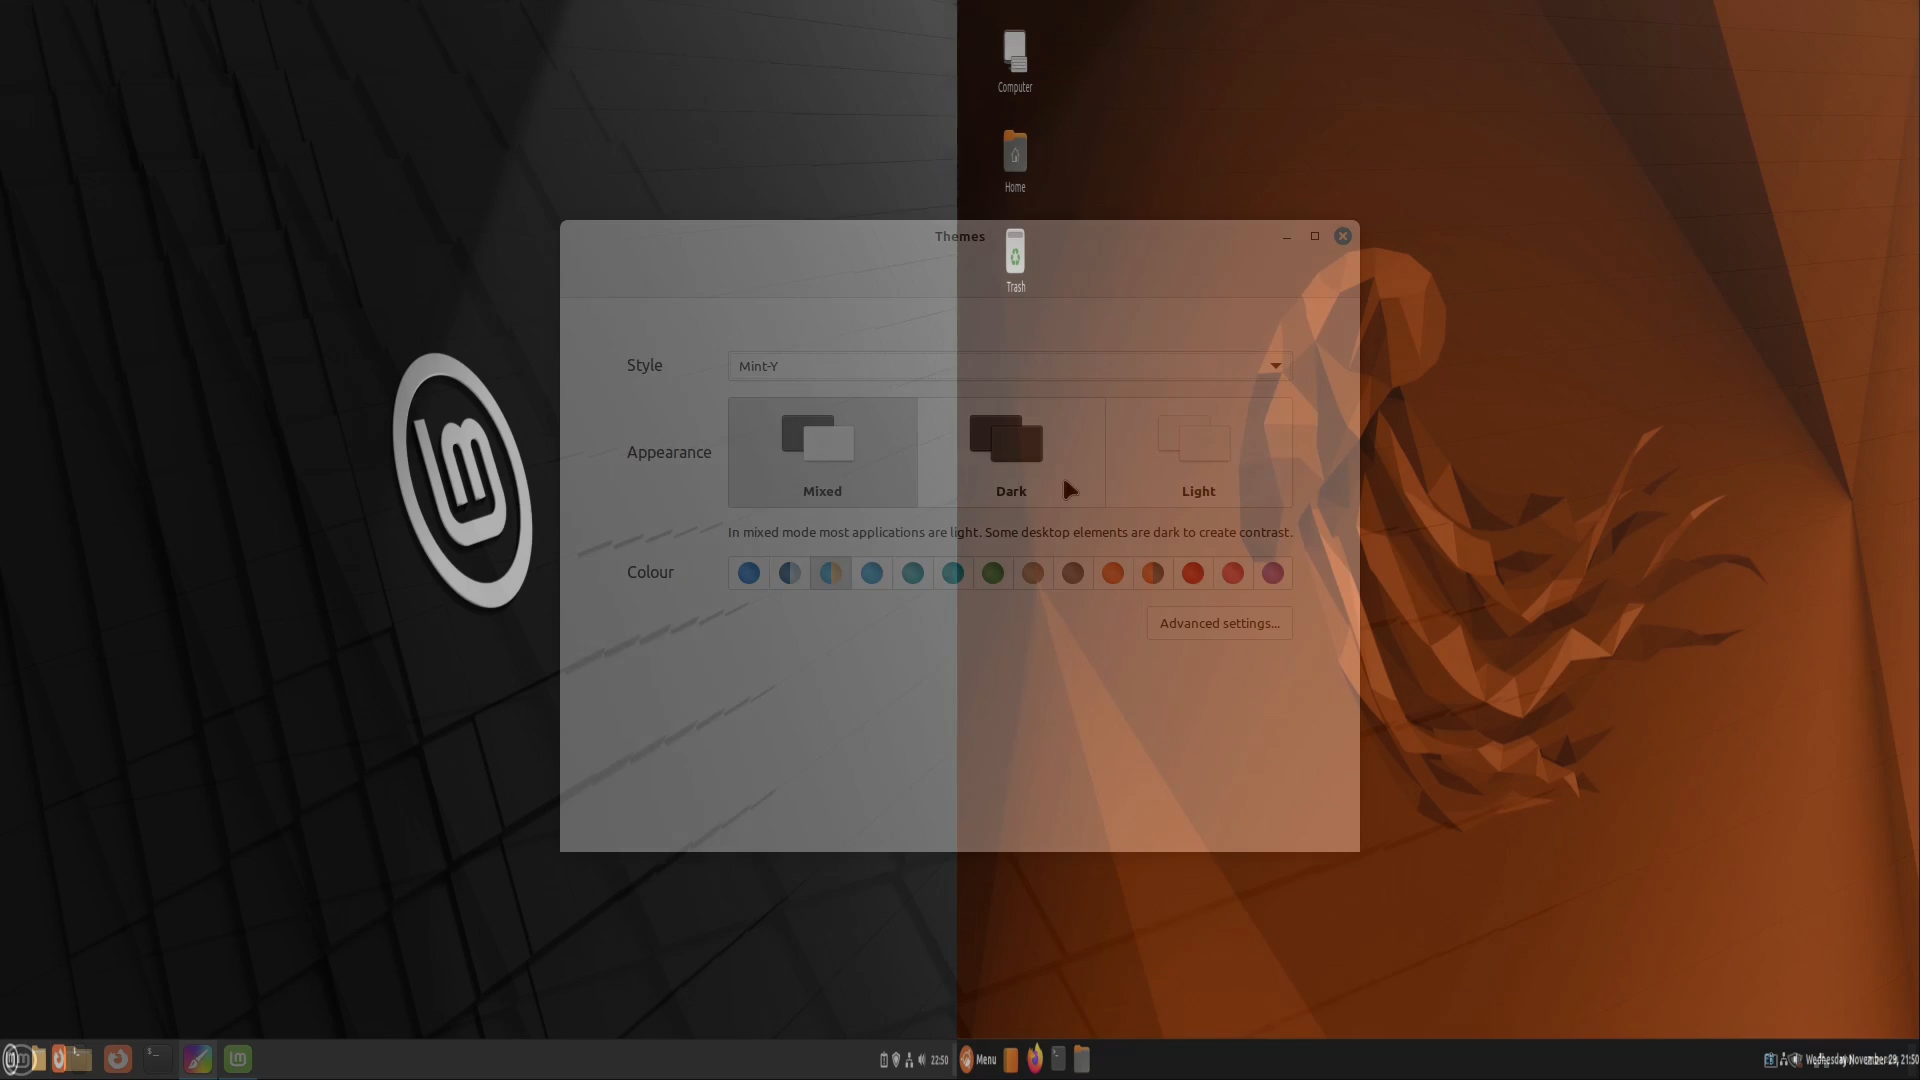 Computer
Home
Themes
Trash
Style
Mint-Y
Appearance
Mixed
Dark
Light
In mixed mode most applications are light. Some desktop elements are dark to create contrast.
Colour
Advanced settings...
22:50
Menu
Wednesday November 29, 21:50